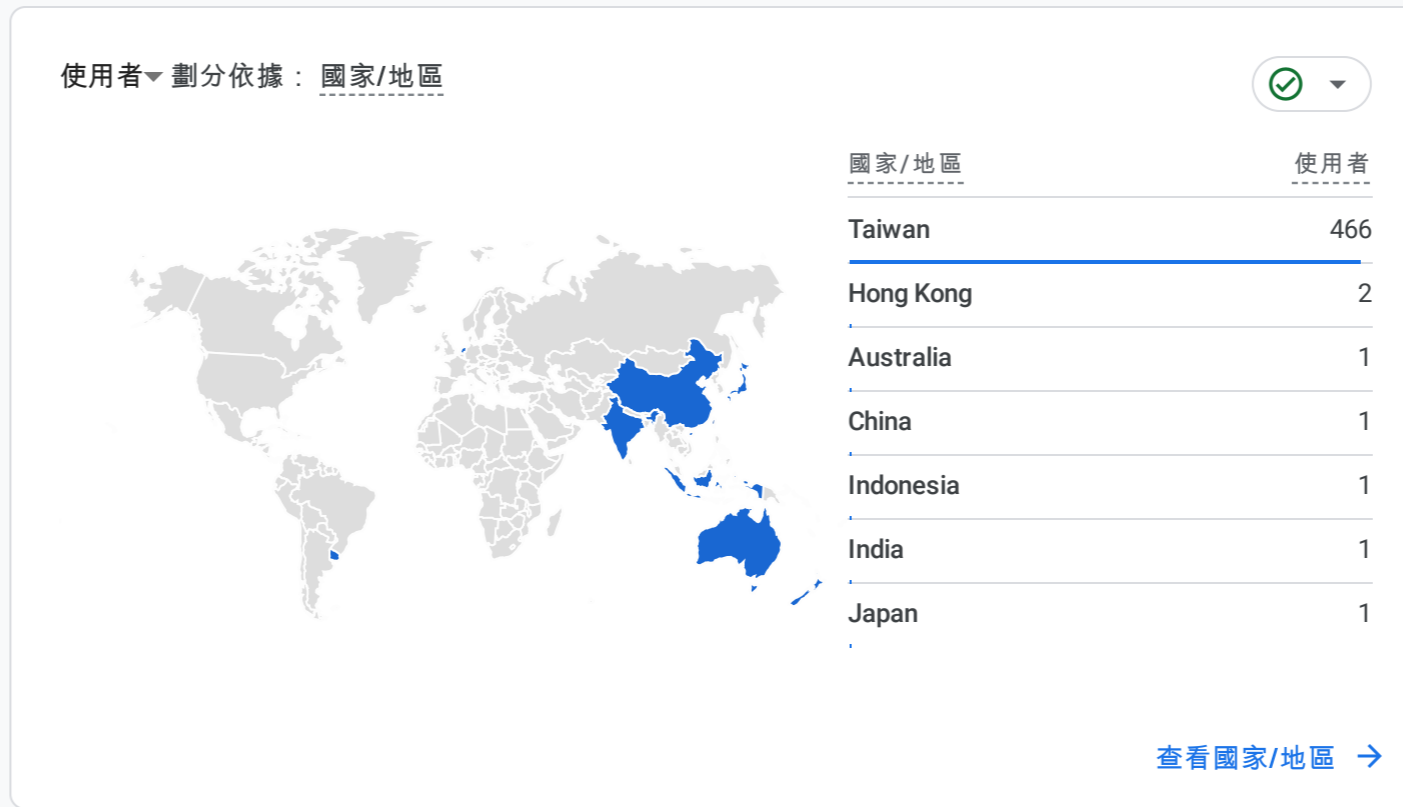 使用者 劃分依據： 國家/地區
國家/地區 使用者
Taiwan 466
Hong Kong 2
Australia 1
China 1
Indonesia 1
India 1
Japan 1
查看國家/地區 →